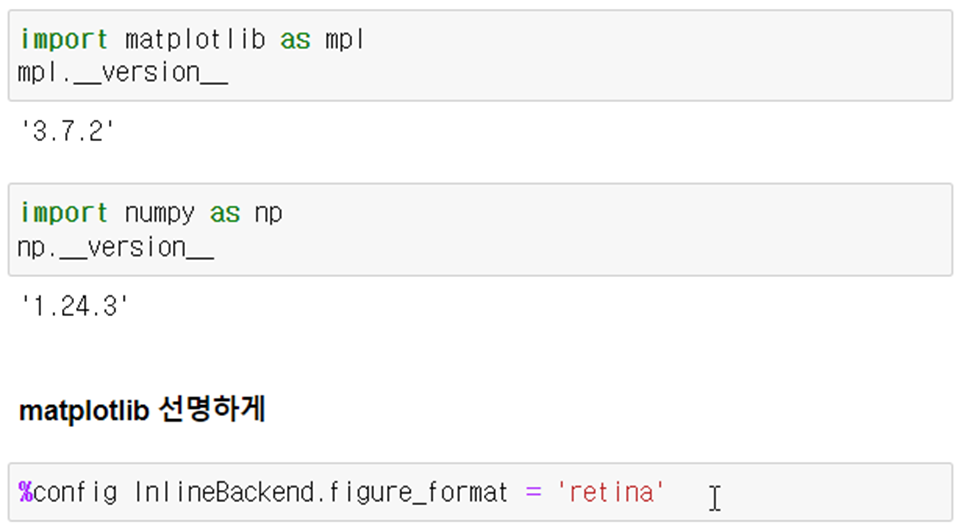 import matplotlib as mpl
mpl.__version__
'3.7.2'
import numpy as np
np.__version__
'1.24.3'
matplotlib 선명하게
%config InlineBackend.figure_format = 'retina'